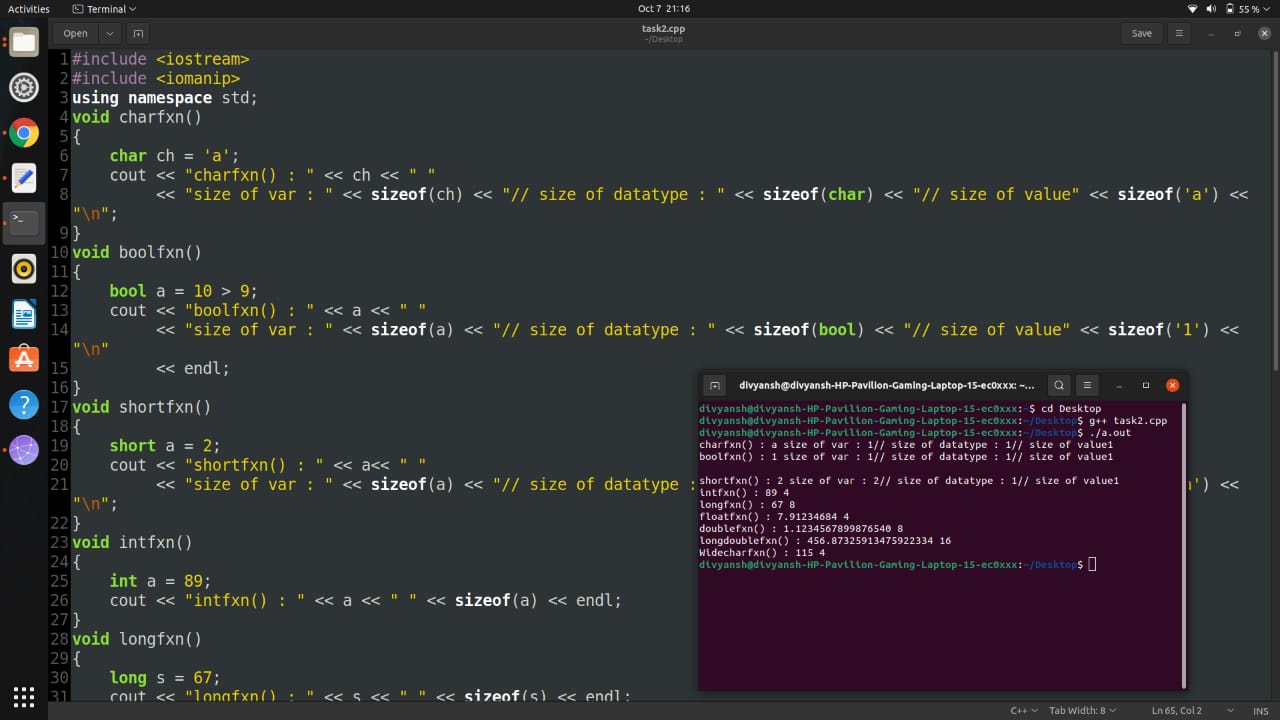 Activities
Terminal
Oct 7 21:16
55 %
Open
task2.cpp
~/Desktop
Save
1 #include <iostream>
2 #include <iomanip>
3 using namespace std;
4 void charfxn()
5 {
6     char ch = 'a';
7     cout << "charfxn() : " << ch << " "
8          << "size of var : " << sizeof(ch) << "// size of datatype : " << sizeof(char) << "// size of value" << sizeof('a') <<
"\n";
9 }
10 void boolfxn()
11 {
12     bool a = 10 > 9;
13     cout << "boolfxn() : " << a << " "
14          << "size of var : " << sizeof(a) << "// size of datatype : " << sizeof(bool) << "// size of value" << sizeof('1') <<
"\n"
15          << endl;
16 }
17 void shortfxn()
18 {
19     short a = 2;
20     cout << "shortfxn() : " << a<< " "
21          << "size of var : " << sizeof(a) << "// size of datatype :
') <<
"\n";
22 }
23 void intfxn()
24 {
25     int a = 89;
26     cout << "intfxn() : " << a << " " << sizeof(a) << endl;
27 }
28 void longfxn()
29 {
30     long s = 67;
31     cout << "longfxn() : " << s << " " << sizeof(s) << endl;
divyansh@divyansh-HP-Pavilion-Gaming-Laptop-15-ec0xxx: ~...
divyansh@divyansh-HP-Pavilion-Gaming-Laptop-15-ec0xxx:~$ cd Desktop
divyansh@divyansh-HP-Pavilion-Gaming-Laptop-15-ec0xxx:~/Desktop$ g++ task2.cpp
divyansh@divyansh-HP-Pavilion-Gaming-Laptop-15-ec0xxx:~/Desktop$ ./a.out
charfxn() : a size of var : 1// size of datatype : 1// size of value1
boolfxn() : 1 size of var : 1// size of datatype : 1// size of value1
shortfxn() : 2 size of var : 2// size of datatype : 1// size of value1
intfxn() : 89 4
longfxn() : 67 8
floatfxn() : 7.91234684 4
doublefxn() : 1.1234567899876540 8
longdoublefxn() : 456.87325913475922334 16
Widecharfxn() : 115 4
divyansh@divyansh-HP-Pavilion-Gaming-Laptop-15-ec0xxx:~/Desktop$
C++
Tab Width: 8
Ln 65, Col 2
INS